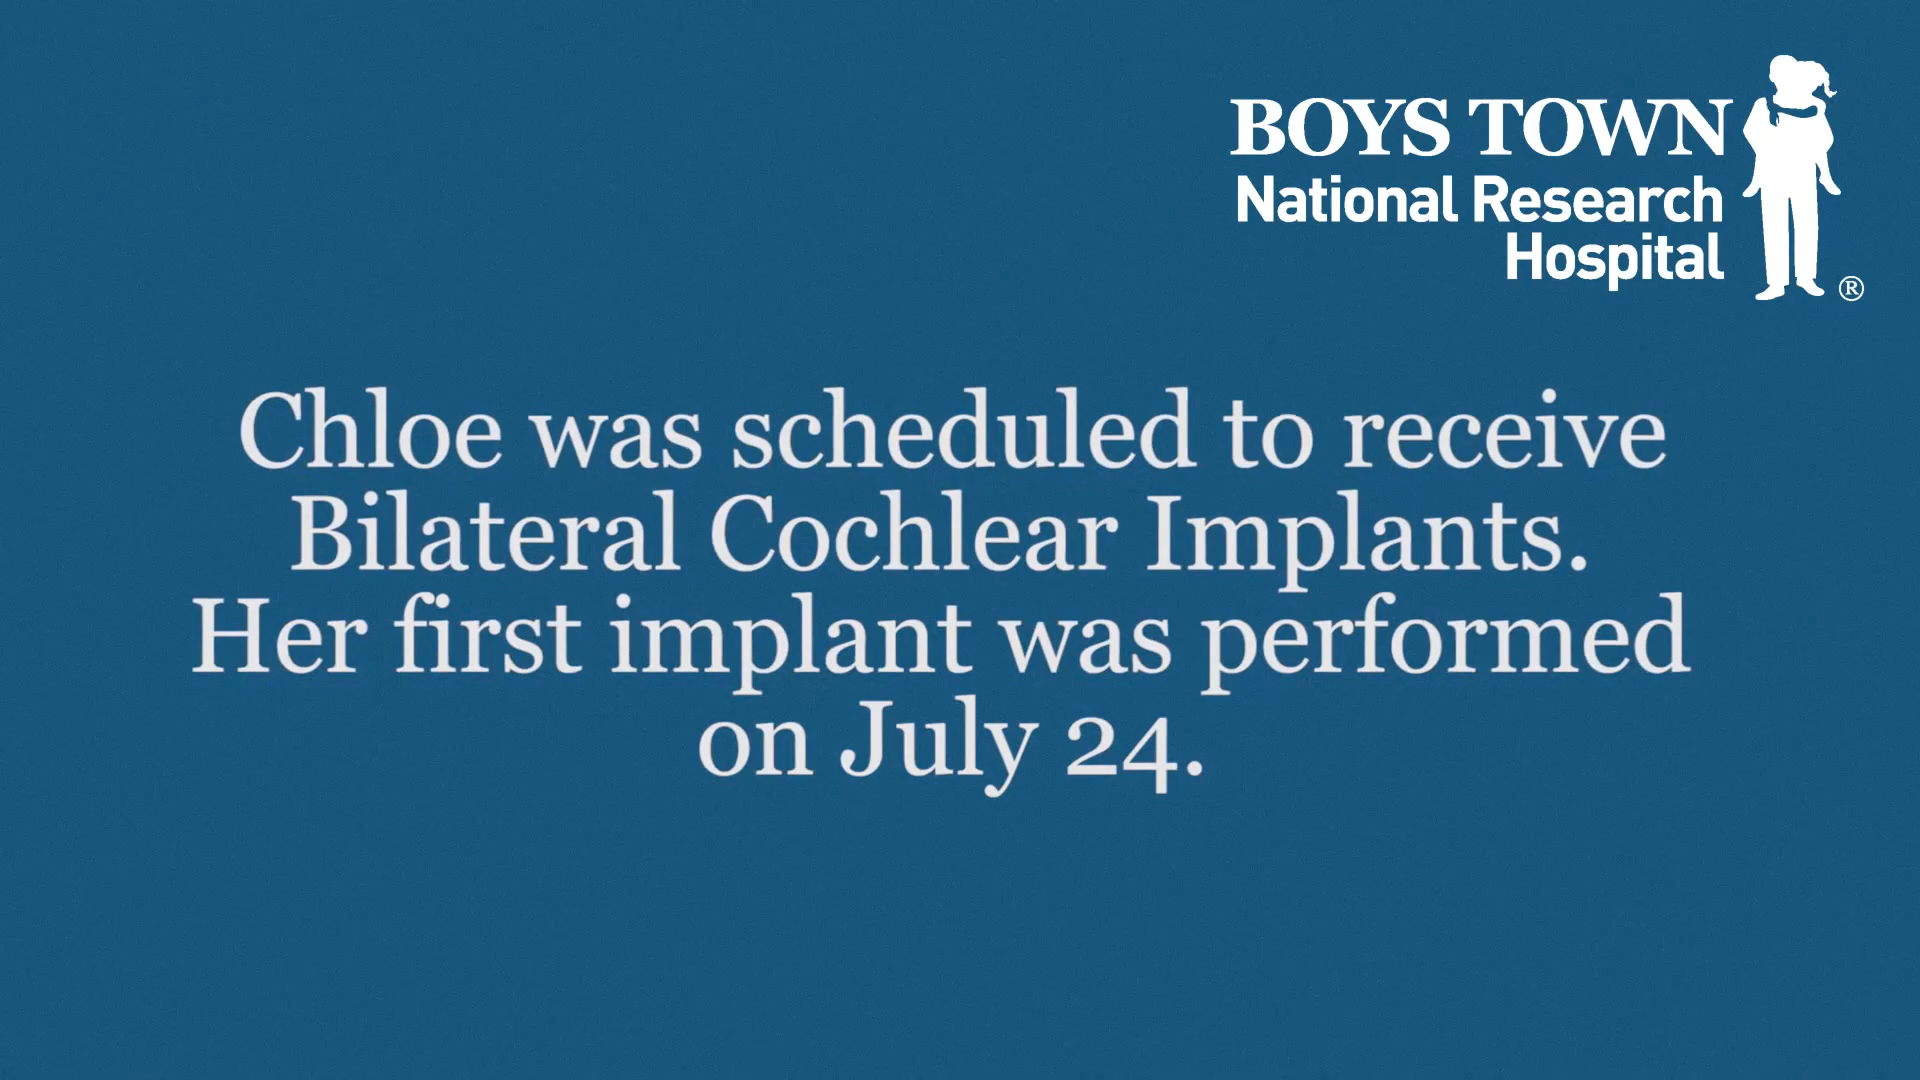 BOYS TOWN
National Research
Hospital
®
Chloe was scheduled to receive
Bilateral Cochlear Implants.
Her first implant was performed
on July 24.